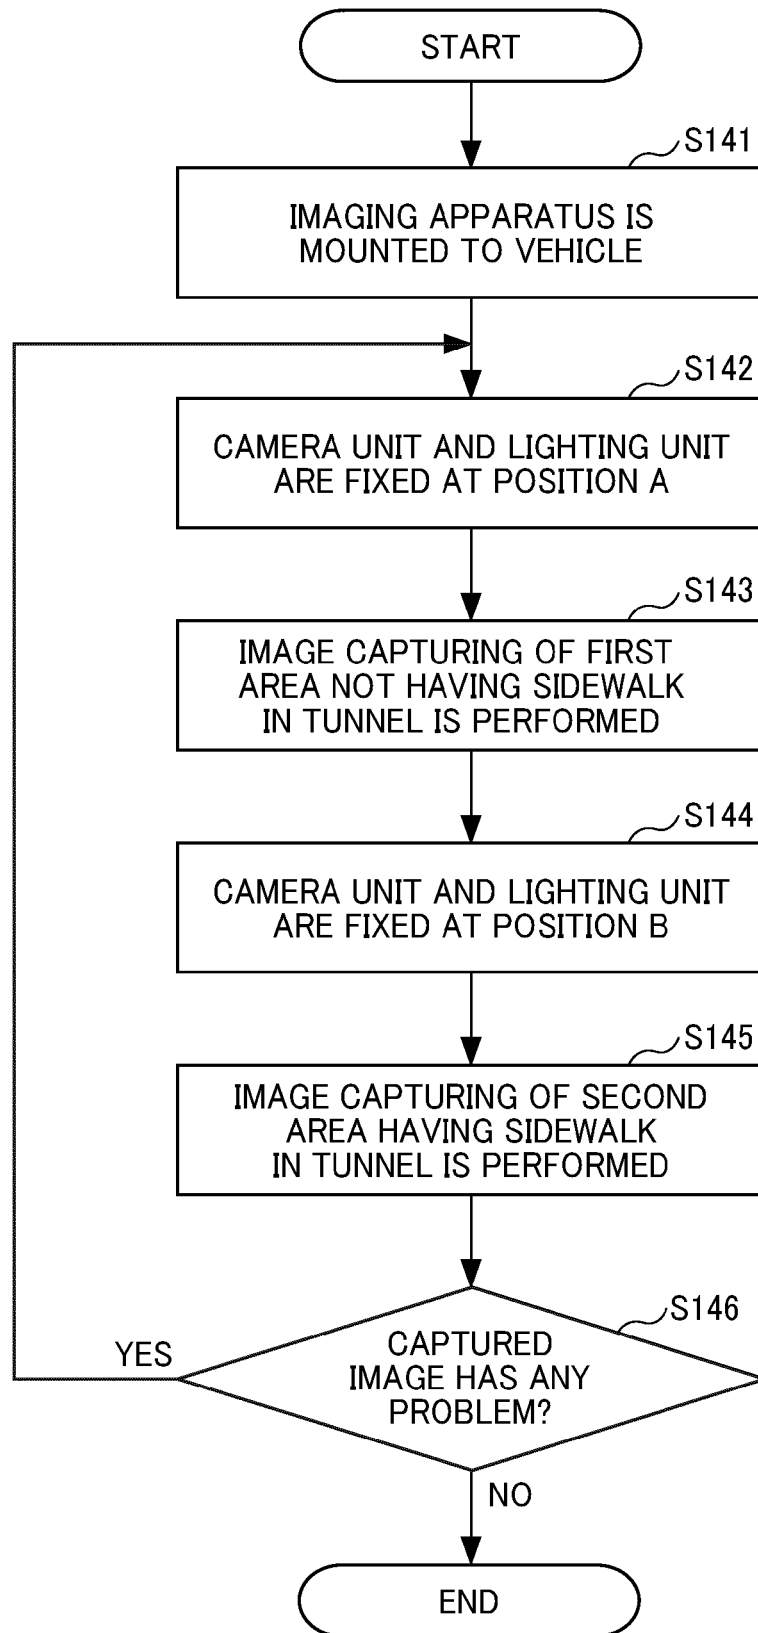 START
S141
IMAGING APPARATUS IS
MOUNTED TO VEHICLE
S142
CAMERA UNIT AND LIGHTING UNIT
ARE FIXED AT POSITION A
S143
IMAGE CAPTURING OF FIRST
AREA NOT HAVING SIDEWALK
IN TUNNEL IS PERFORMED
S144
CAMERA UNIT AND LIGHTING UNIT
ARE FIXED AT POSITION B
S145
IMAGE CAPTURING OF SECOND
AREA HAVING SIDEWALK
IN TUNNEL IS PERFORMED
S146
YES
CAPTURED
IMAGE HAS ANY
PROBLEM?
NO
END